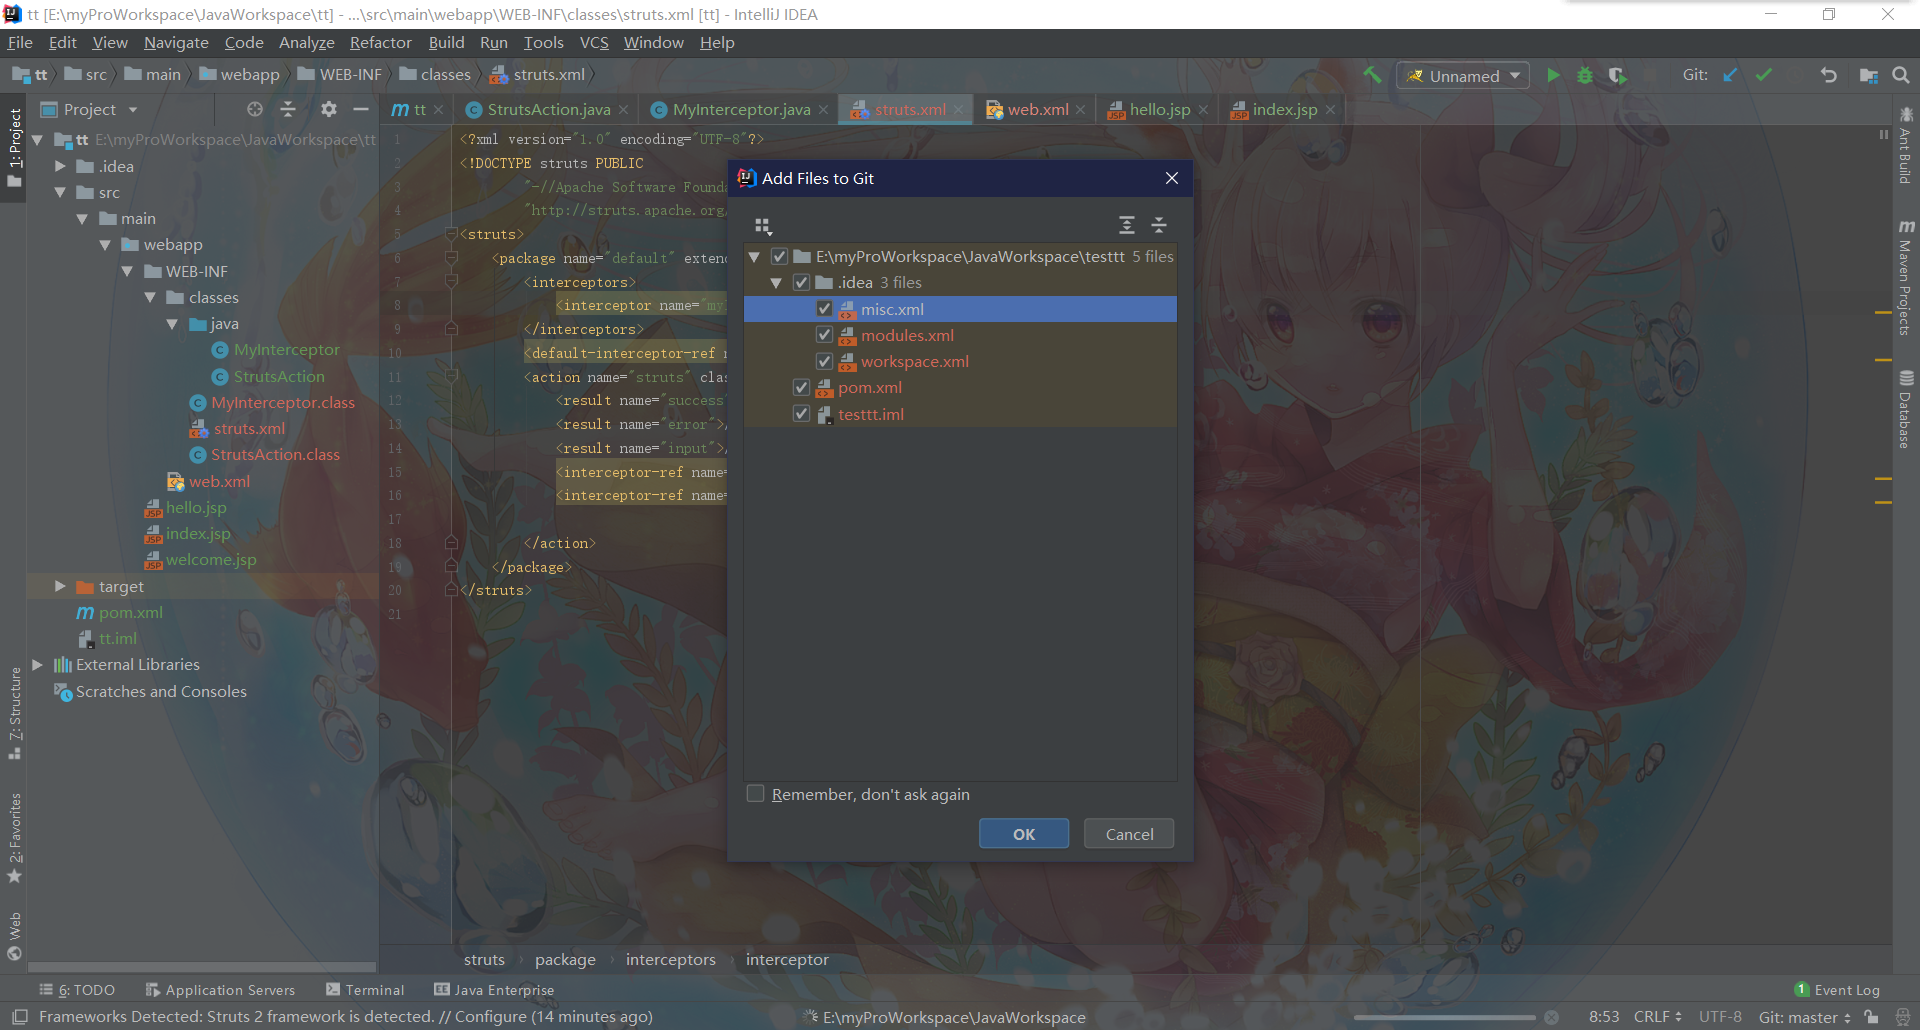 tt [E:\myProWorkspace\JavaWorkspace\tt] - ...\src\main\webapp\WEB-INF\classes\struts.xml [tt] - IntelliJ IDEA
File Edit View Navigate Code Analyze Refactor Build Run Tools VCS Window Help
tt src main webapp WEB-INF classes struts.xml
Unnamed Git:
1: Project
7: Structure
2: Favorites
Web
Project
tt E:\myProWorkspace\JavaWorkspace\tt
.idea
src
main
webapp
WEB-INF
classes
java
MyInterceptor
StrutsAction
MyInterceptor.class
struts.xml
StrutsAction.class
web.xml
hello.jsp
index.jsp
welcome.jsp
target
pom.xml
tt.iml
External Libraries
Scratches and Consoles
tt StrutsAction.java MyInterceptor.java struts.xml web.xml hello.jsp index.jsp
1 <?xml version="1.0" encoding="UTF-8"?>
2 <!DOCTYPE struts PUBLIC
3 "-//Apache Software Founda
4 "http://struts.apache.org/
5 <struts>
6 <package name="default" extend
7 <interceptors>
8 <interceptor name="my
9 </interceptors>
10 <default-interceptor-ref n
11 <action name="struts" clas
12 <result name="success"
13 <result name="error">/
14 <result name="input">/
15 <interceptor-ref name=
16 <interceptor-ref name=
17
18 </action>
19 </package>
20 </struts>
21
Add Files to Git
E:\myProWorkspace\JavaWorkspace\testtt 5 files
.idea 3 files
misc.xml
modules.xml
workspace.xml
pom.xml
testtt.iml
Remember, don't ask again
OK Cancel
Ant Build
Maven Projects
Database
struts package interceptors interceptor
6: TODO Application Servers Terminal Java Enterprise 1 Event Log
Frameworks Detected: Struts 2 framework is detected. // Configure (14 minutes ago) E:\myProWorkspace\JavaWorkspace 8:53 CRLF UTF-8 Git: master